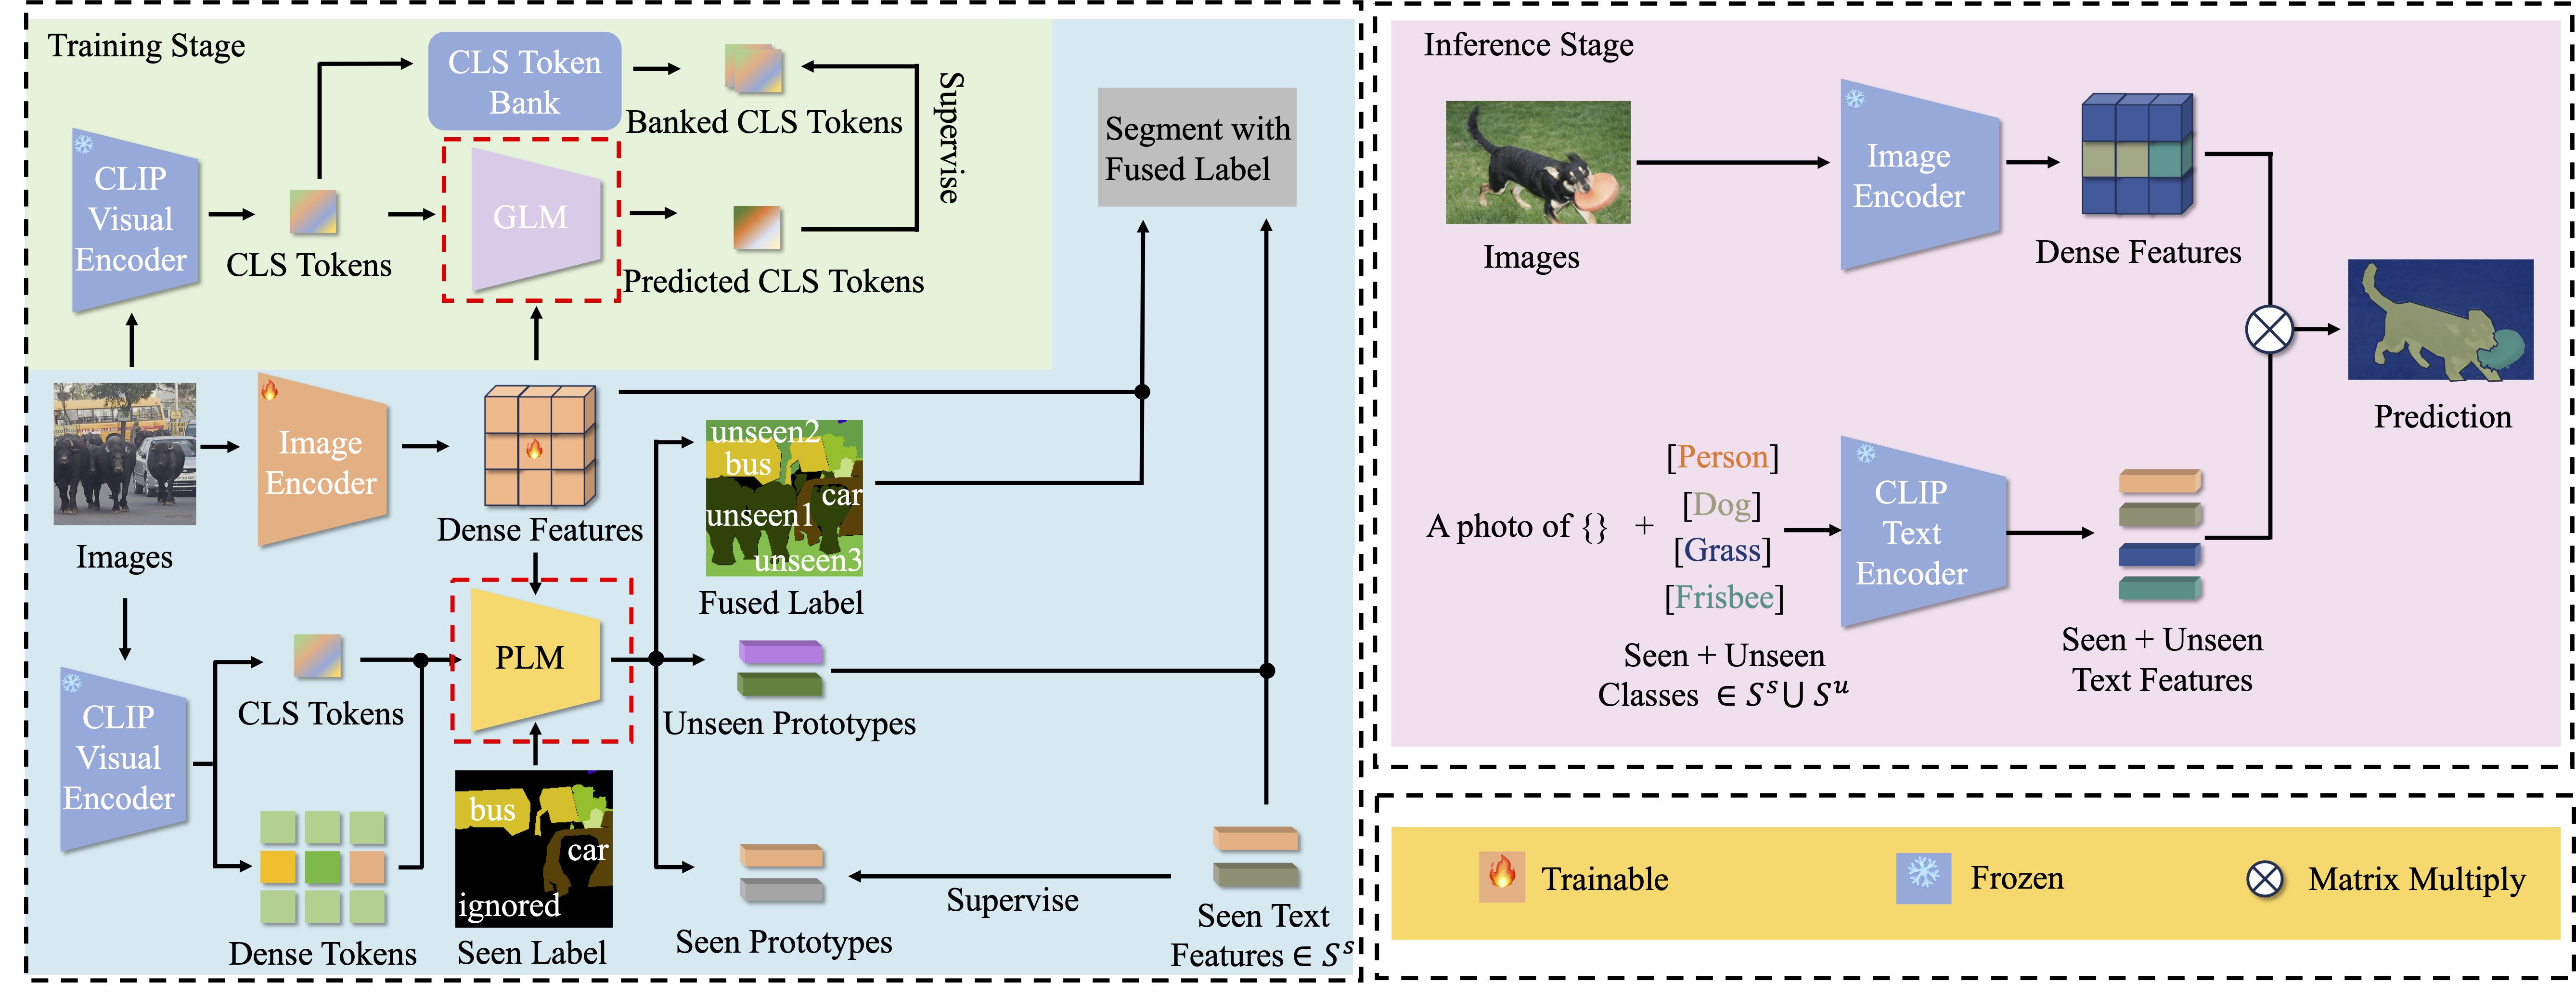 Training Stage
CLS Token
Bank
Banked CLS Tokens
Supervise
CLIP
Visual
Encoder
CLS Tokens
GLM
Predicted CLS Tokens
Segment with
Fused Label
Images
Image
Encoder
Dense Features
unseen2
bus
car
unseen1
unseen3
Fused Label
CLIP
Visual
Encoder
CLS Tokens
Dense Tokens
PLM
Unseen Prototypes
bus
car
ignored
Seen Label
Seen Prototypes
Supervise
Seen Text
Features ∈ Sˢ
Inference Stage
Images
Image
Encoder
Dense Features
Prediction
A photo of {} +
[Person]
[Dog]
[Grass]
[Frisbee]
Seen + Unseen
Classes ∈ Sˢ⋃ Sᵘ
CLIP
Text
Encoder
Seen + Unseen
Text Features
Trainable
Frozen
Matrix Multiply